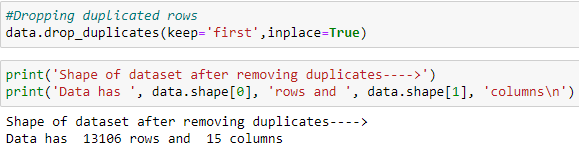 #Dropping duplicated rows
data.drop_duplicates(keep='first',inplace=True)
print('Shape of dataset after removing duplicates---->')
print('Data has ', data.shape[0], 'rows and ', data.shape[1], 'columns\n')
Shape of dataset after removing duplicates---->
Data has  13106 rows and  15 columns